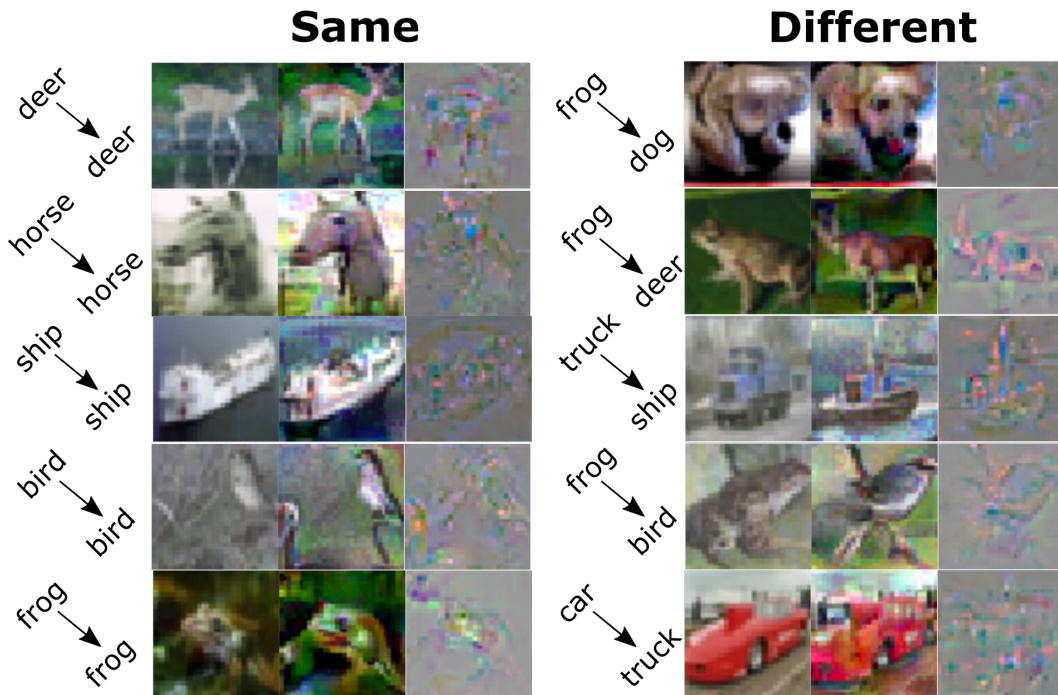 Same
deer
deer
horse
horse
ship
ship
bird
bird
frog
frog
Different
frog
dog
frog
deer
truck
ship
frog
bird
car
truck